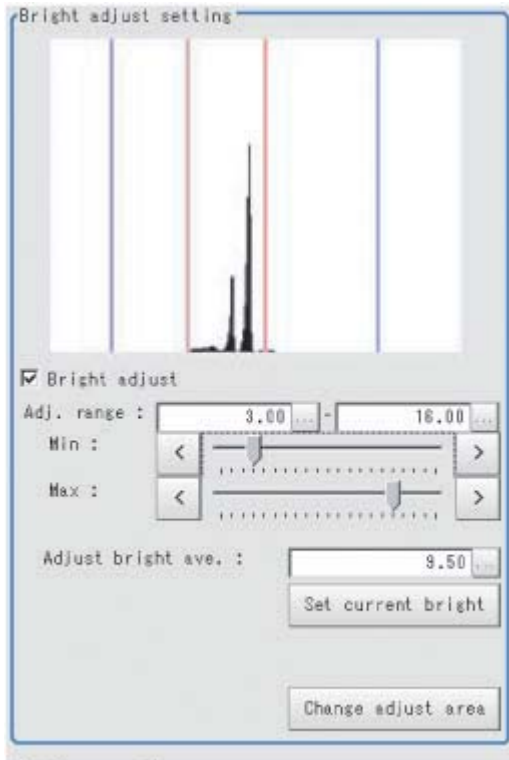 Bright adjust setting
Bright adjust
Adj. range : 3.00 ... - 16.00 ...
Min : < >
Max : < >
Adjust bright ave. : 9.50 ...
Set current bright
Change adjust area